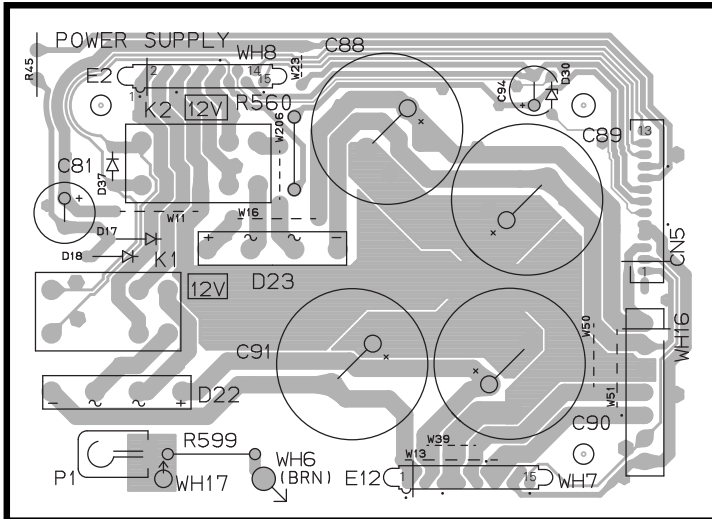 POWER SUPPLY
WH8
C88
R45
E2
2
14
15
W23
C94
D30
1
K2
12V
R560
W206
C89
13
C81
+
D37
W11
W16
D17
D18
K1
+ ~ ~ -
D23
12V
CN5
1
W50
WH16
C91
W51
- ~ ~ +
D22
C90
R599
W39
W13
P1
WH17
WH6
(BRN)
E12
1
15
WH7